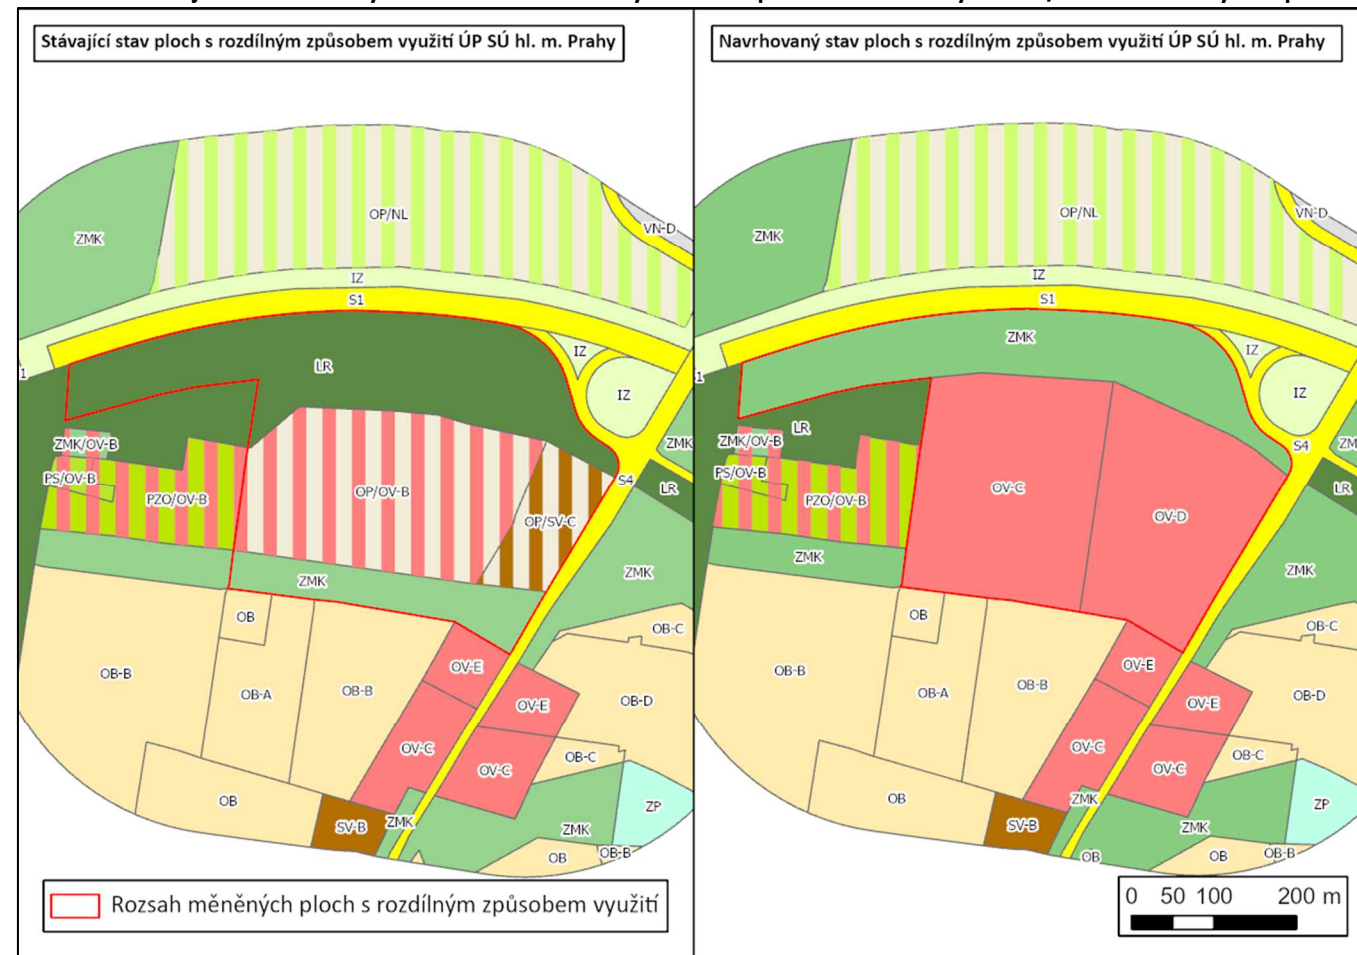 Stávající stav ploch s rozdílným způsobem využití ÚP SÚ hl. m. Prahy
OP/NL
ZMK
VN-D
IZ
S1
1
LR
IZ
IZ
ZMK/OV-B
ZMK
PS/OV-B
S4
LR
PZO/OV-B
OP/OV-B
OP/SV-C
ZMK
ZMK
OB
OB-C
OB-B
OB-A
OB-B
OV-E
OV-E
OB-D
OV-C
OB-C
OV-C
OB
ZP
SV-B
ZMK
ZMK
OB
OB-B
Rozsah měněných ploch s rozdílným způsobem využití
Navrhovaný stav ploch s rozdílným způsobem využití ÚP SÚ hl. m. Prahy
OP/NL
ZMK
VN-D
IZ
S1
ZMK
IZ
IZ
LR
ZMK/OV-B
S4
PS/OV-B
PZO/OV-B
OV-C
LR
OV-D
ZMK
ZMK
OB
OB-C
OB-B
OB-A
OB-B
OV-E
OV-E
OB-D
OV-C
OB-C
OV-C
OB
ZMK
ZP
SV-B
ZMK
OB
OB
OB-B
0 50 100 200 m